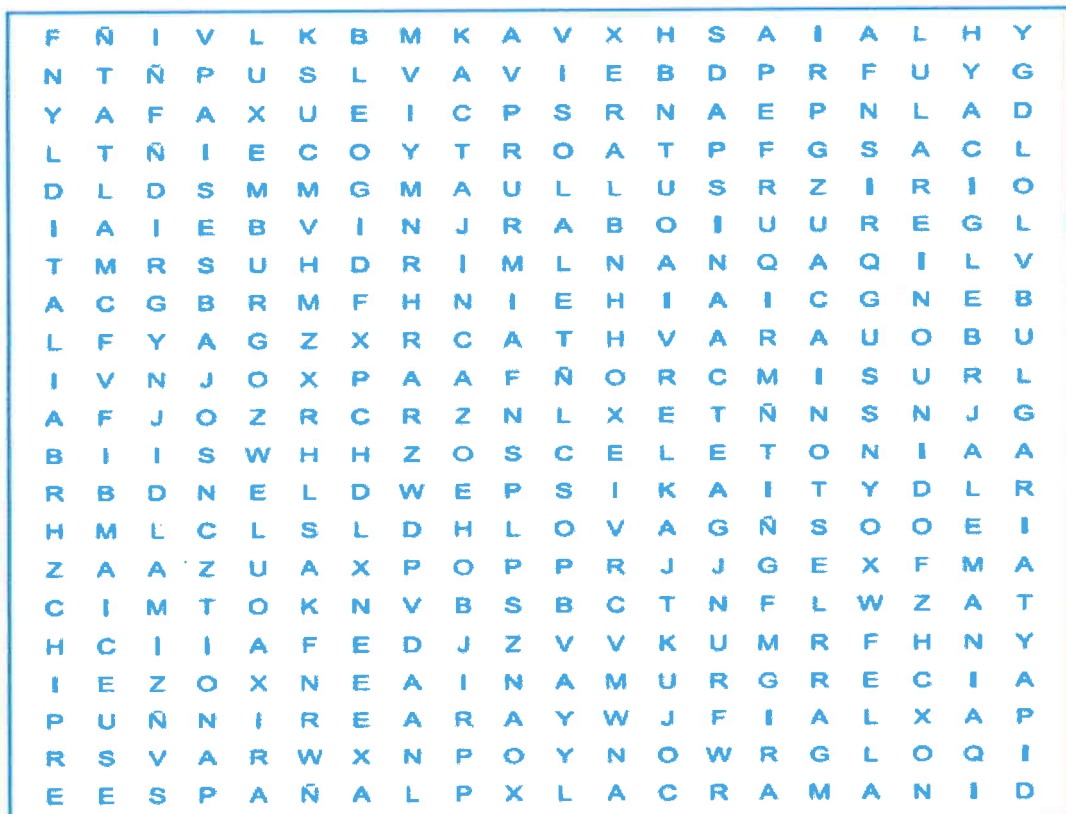 F Ñ I V L K B M K A V X H S A I A L H Y
N T Ñ P U S L V A V I E B D P R F U Y G
Y A F A X U E I C P S R N A E P N L A D
L T Ñ I E C O Y T R O A T P F G S A C L
D L D S M M G M A U L L U S R Z I R I O
I A I E B V I N J R A B O I U U R E G L
T M R S U H D R I M L N A N Q A Q I L V
A C G B R M F H N I E H I A I C G N E B
L F Y A G Z X R C A T H V A R A U O B U
I V N J O X P A A F Ñ O R C M I S U R L
A F J O Z R C R Z N L X E T Ñ N S N J G
B I I S W H H Z O S C E L E T O N I A A
R B D N E L D W E P S I K A I T Y D L R
H M L C L S L D H L O V A G Ñ S O O E I
Z A A Z U A X P O P P R J J G E X F M A
C I M T O K N V B S B C T N F L W Z A T
H C I I A F E D J Z V V K U M R F H N Y
I E Z O X N E A I N A M U R G R E C I A
P U Ñ N I R E A R A Y W J F I A L X A P
R S V A R W X N P O Y N O W R G L O Q I
E E S P A Ñ A L P X L A C R A M A N I D